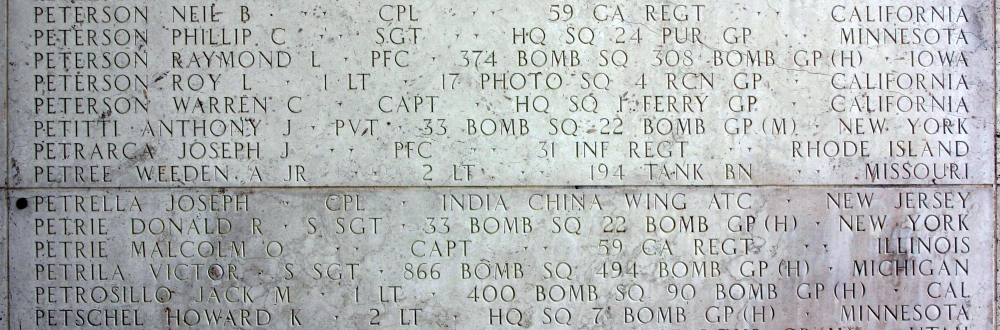 PETERSON NEIL B · CPL · 59 CA REGT · CALIFORNIA
PETERSON PHILLIP C · SGT · HQ SQ 24 PUR GP · MINNESOTA
PETERSON RAYMOND L · PFC · 374 BOMB SQ 308 BOMB GP (H) · IOWA
PETERSON ROY L · 1 LT · 17 PHOTO SQ 4 RCN GP · CALIFORNIA
PETERSON WARREN C · CAPT · HQ SQ 1 FERRY GP · CALIFORNIA
PETITTI ANTHONY J · PVT · 33 BOMB SQ 22 BOMB GP (M) · NEW YORK
PETRARCA JOSEPH J · PFC · 31 INF REGT · RHODE ISLAND
PETREE WEEDEN A JR · 2 LT · 194 TANK BN · MISSOURI
PETRELLA JOSEPH · CPL · INDIA CHINA WING ATC · NEW JERSEY
PETRIE DONALD R · S SGT · 33 BOMB SQ 22 BOMB GP (H) · NEW YORK
PETRIE MALCOLM O · CAPT · 59 CA REGT · ILLINOIS
PETRILA VICTOR · S SGT · 866 BOMB SQ 494 BOMB GP (H) · MICHIGAN
PETROSILLO JACK M · 1 LT · 400 BOMB SQ 90 BOMB GP (H) · CAL
PETSCHEL HOWARD K · 2 LT · HQ SQ 7 BOMB GP (H) · MINNESOTA